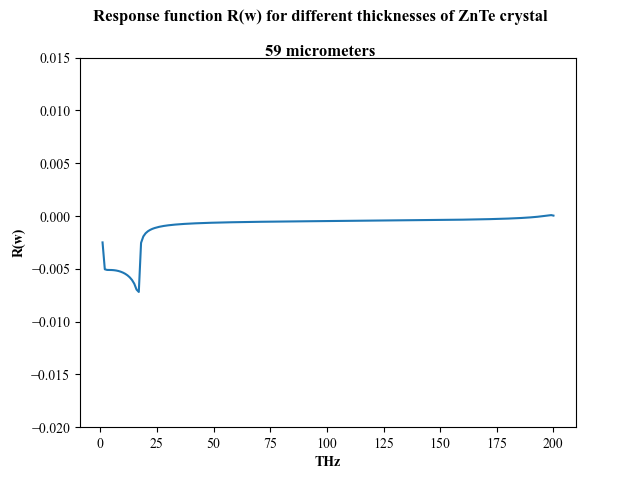 Response function R(w) for different thicknesses of ZnTe crystal
59 micrometers
0.015
0.010
0.005
0.000
−0.005
−0.010
−0.015
−0.020
R(w)
0 25 50 75 100 125 150 175 200
THz